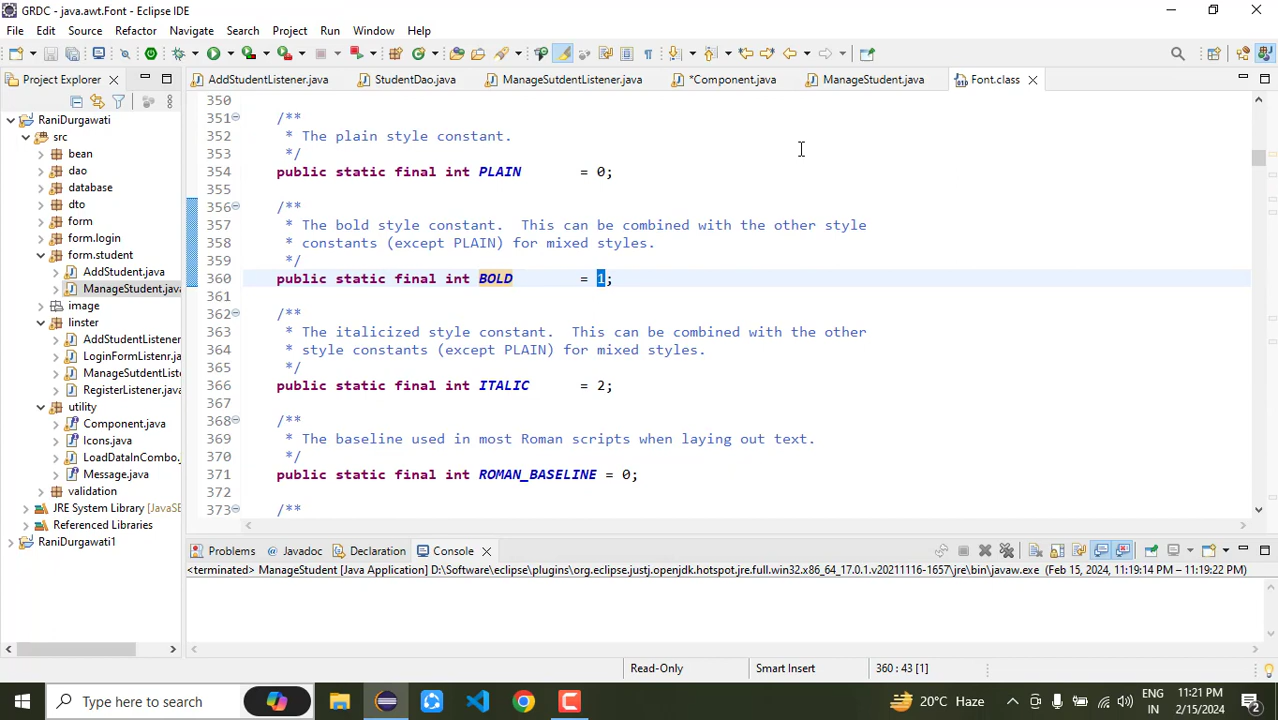 GRDC - java.awt.Font - Eclipse IDE
File Edit Source Refactor Navigate Search Project Run Window Help
Project Explorer
AddStudentListener.java StudentDao.java ManageSutdentListener.java *Component.java ManageStudent.java Font.class
RaniDurgawati
src
bean
dao
database
dto
form
form.login
form.student
AddStudent.java
ManageStudent.java
image
linster
AddStudentListener
LoginFormListenr.ja
ManageSutdentListe
RegisterListener.java
utility
Component.java
Icons.java
LoadDataInCombo.
Message.java
validation
JRE System Library [JavaSE
Referenced Libraries
RaniDurgawati1
350
351 /**
352 * The plain style constant.
353 */
354 public static final int PLAIN = 0;
355
356 /**
357 * The bold style constant. This can be combined with the other style
358 * constants (except PLAIN) for mixed styles.
359 */
360 public static final int BOLD = 1;
361
362 /**
363 * The italicized style constant. This can be combined with the other
364 * style constants (except PLAIN) for mixed styles.
365 */
366 public static final int ITALIC = 2;
367
368 /**
369 * The baseline used in most Roman scripts when laying out text.
370 */
371 public static final int ROMAN_BASELINE = 0;
372
373 /**
Problems Javadoc Declaration Console
<terminated> ManageStudent [Java Application] D:\Software\eclipse\plugins\org.eclipse.justj.openjdk.hotspot.jre.full.win32.x86_64_17.0.1.v20211116-1657\jre\bin\javaw.exe (Feb 15, 2024, 11:19:14 PM – 11:19:22 PM)
Read-Only Smart Insert 360 : 43 [1]
Type here to search
20°C Haze
ENG
IN
11:21 PM
2/15/2024
2